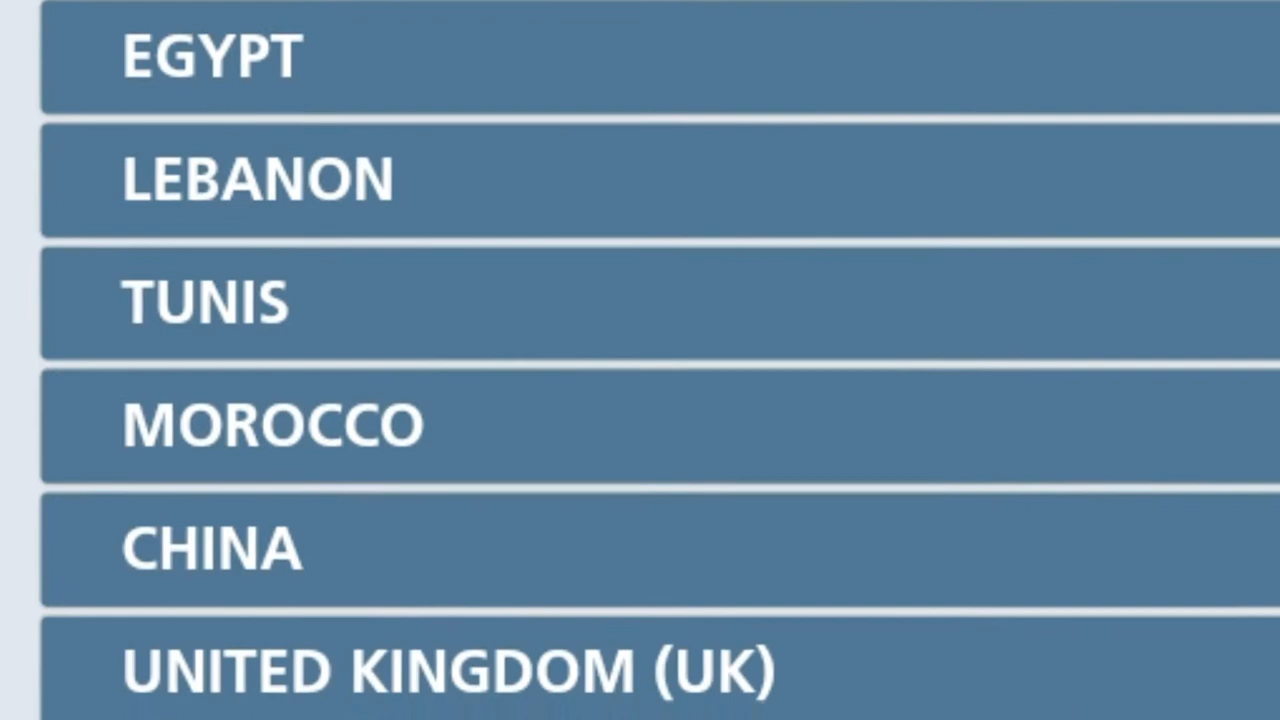 EGYPT
LEBANON
TUNIS
MOROCCO
CHINA
UNITED KINGDOM (UK)